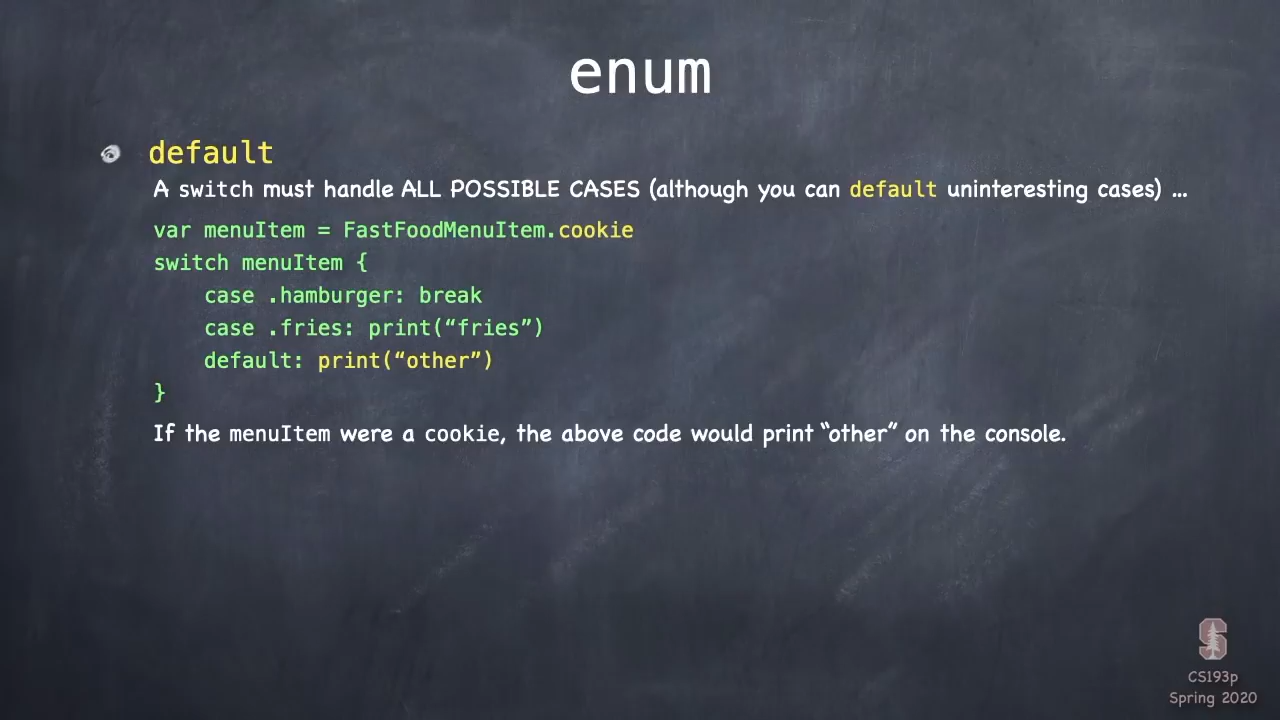 enum
default
A switch must handle ALL POSSIBLE CASES (although you can default uninteresting cases) ...
var menuItem = FastFoodMenuItem.cookie
switch menuItem {
    case .hamburger: break
    case .fries: print(“fries”)
    default: print(“other”)
}
If the menuItem were a cookie, the above code would print “other” on the console.
S
CS193p
Spring 2020